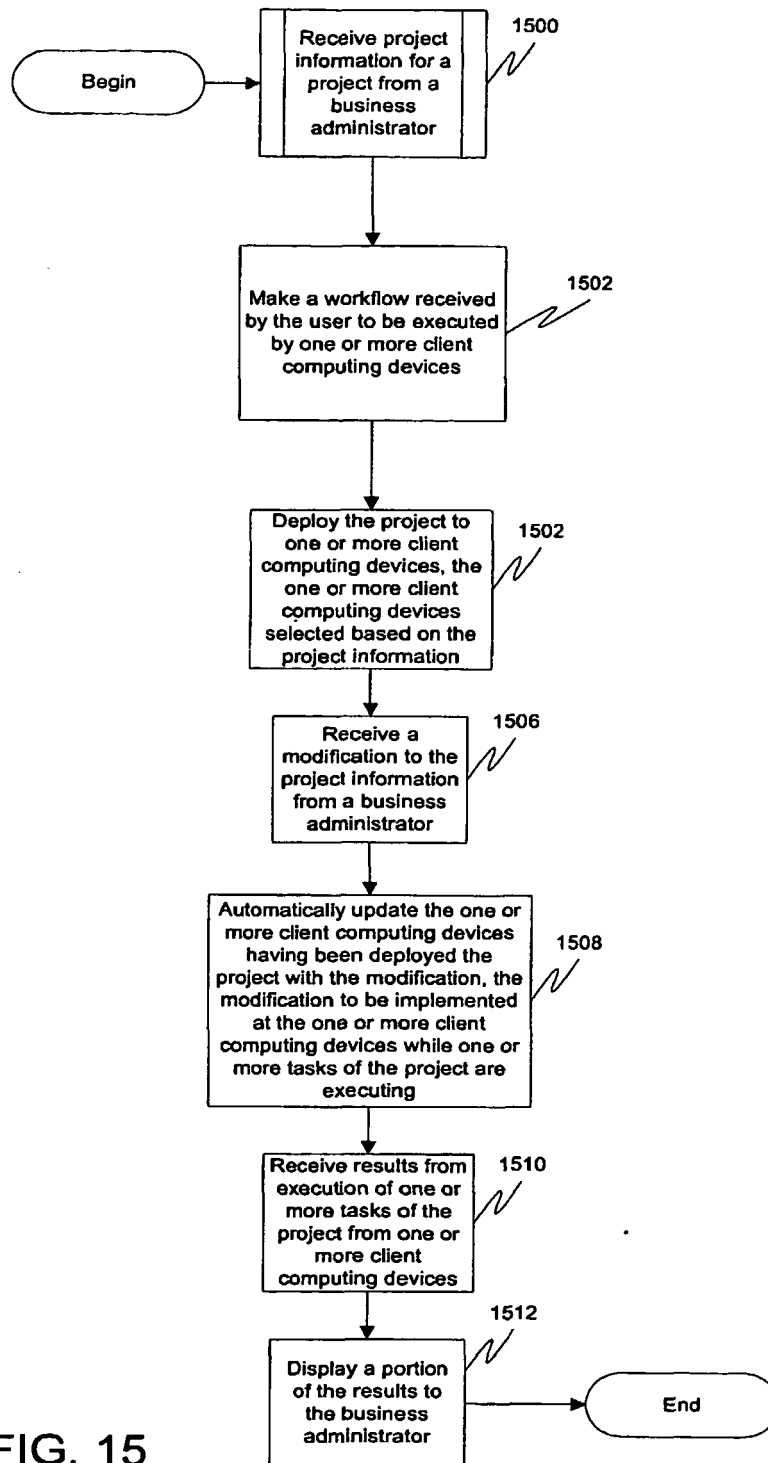 Begin
Receive project
information for a
project from a
business
administrator
1500
Make a workflow received
by the user to be executed
by one or more client
computing devices
1502
Deploy the project to
one or more client
computing devices, the
one or more client
computing devices
selected based on the
project information
1502
Receive a
modification to the
project information
from a business
administrator
1506
Automatically update the one or
more client computing devices
having been deployed the
project with the modification, the
modification to be implemented
at the one or more client
computing devices while one or
more tasks of the project are
executing
1508
Receive results from
execution of one or
more tasks of the
project from one or
more client
computing devices
1510
Display a portion
of the results to
the business
administrator
1512
End
FIG. 15